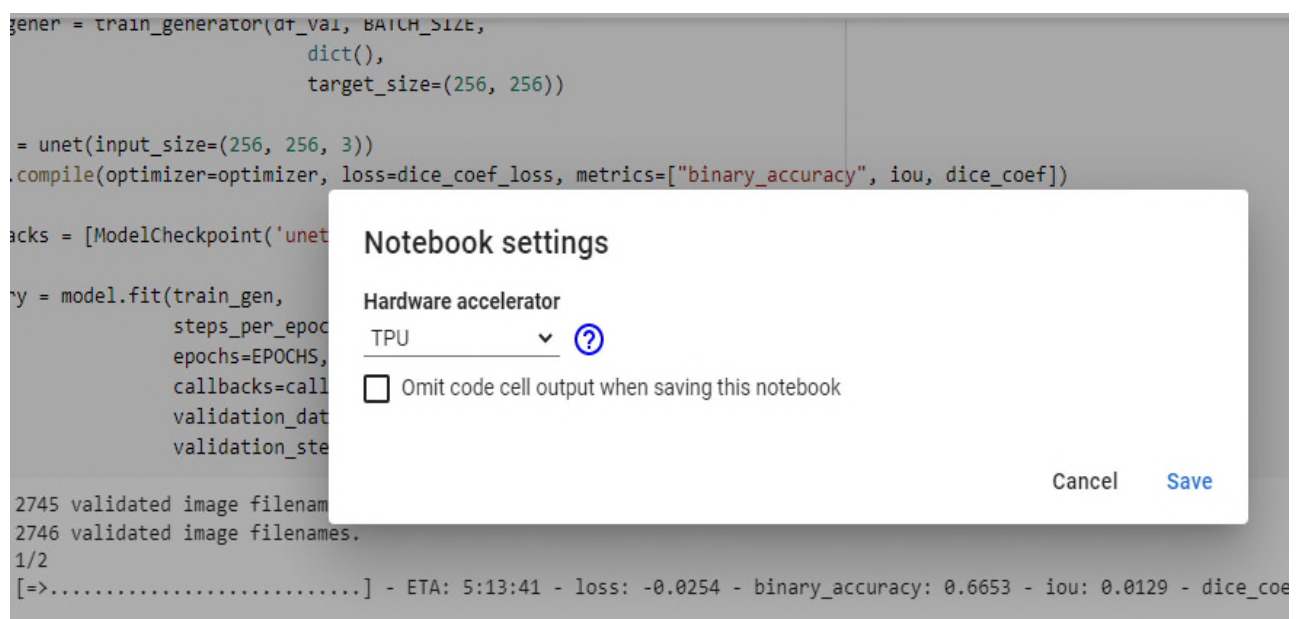 gener = train_generator(df_val, BATCH_SIZE,
dict(),
target_size=(256, 256))
= unet(input_size=(256, 256, 3))
.compile(optimizer=optimizer, loss=dice_coef_loss, metrics=["binary_accuracy", iou, dice_coef])
acks = [ModelCheckpoint('unet
Notebook settings
ry = model.fit(train_gen,
Hardware accelerator
steps_per_epoc
TPU ?
epochs=EPOCHS,
callbacks=call
Omit code cell output when saving this notebook
validation_dat
validation_ste
Cancel Save
2745 validated image filenam
2746 validated image filenames.
1/2
[=>............................] - ETA: 5:13:41 - loss: -0.0254 - binary_accuracy: 0.6653 - iou: 0.0129 - dice_coe